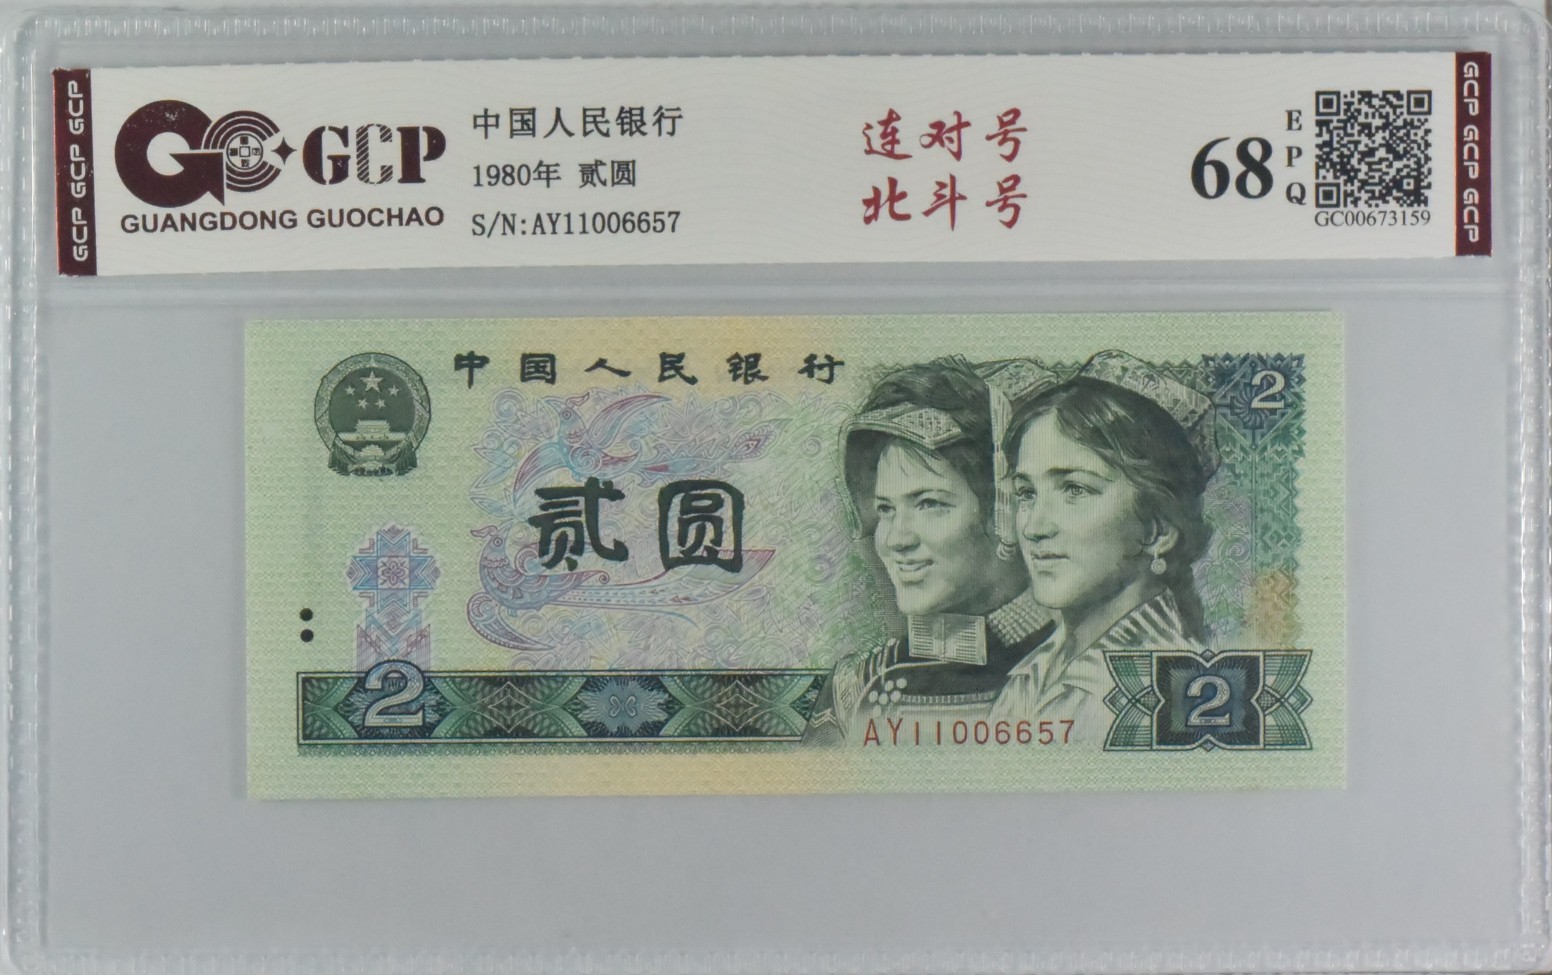 GCP GCP GCP
GCP
GUANGDONG GUOCHAO
中国人民银行
1980年 贰圆
S/N:AY11006657
连对号
北斗号
68
EPQ
GC00673159
GCP GCP GCP
中国人民银行
2
贰圆
2
AY11006657
2